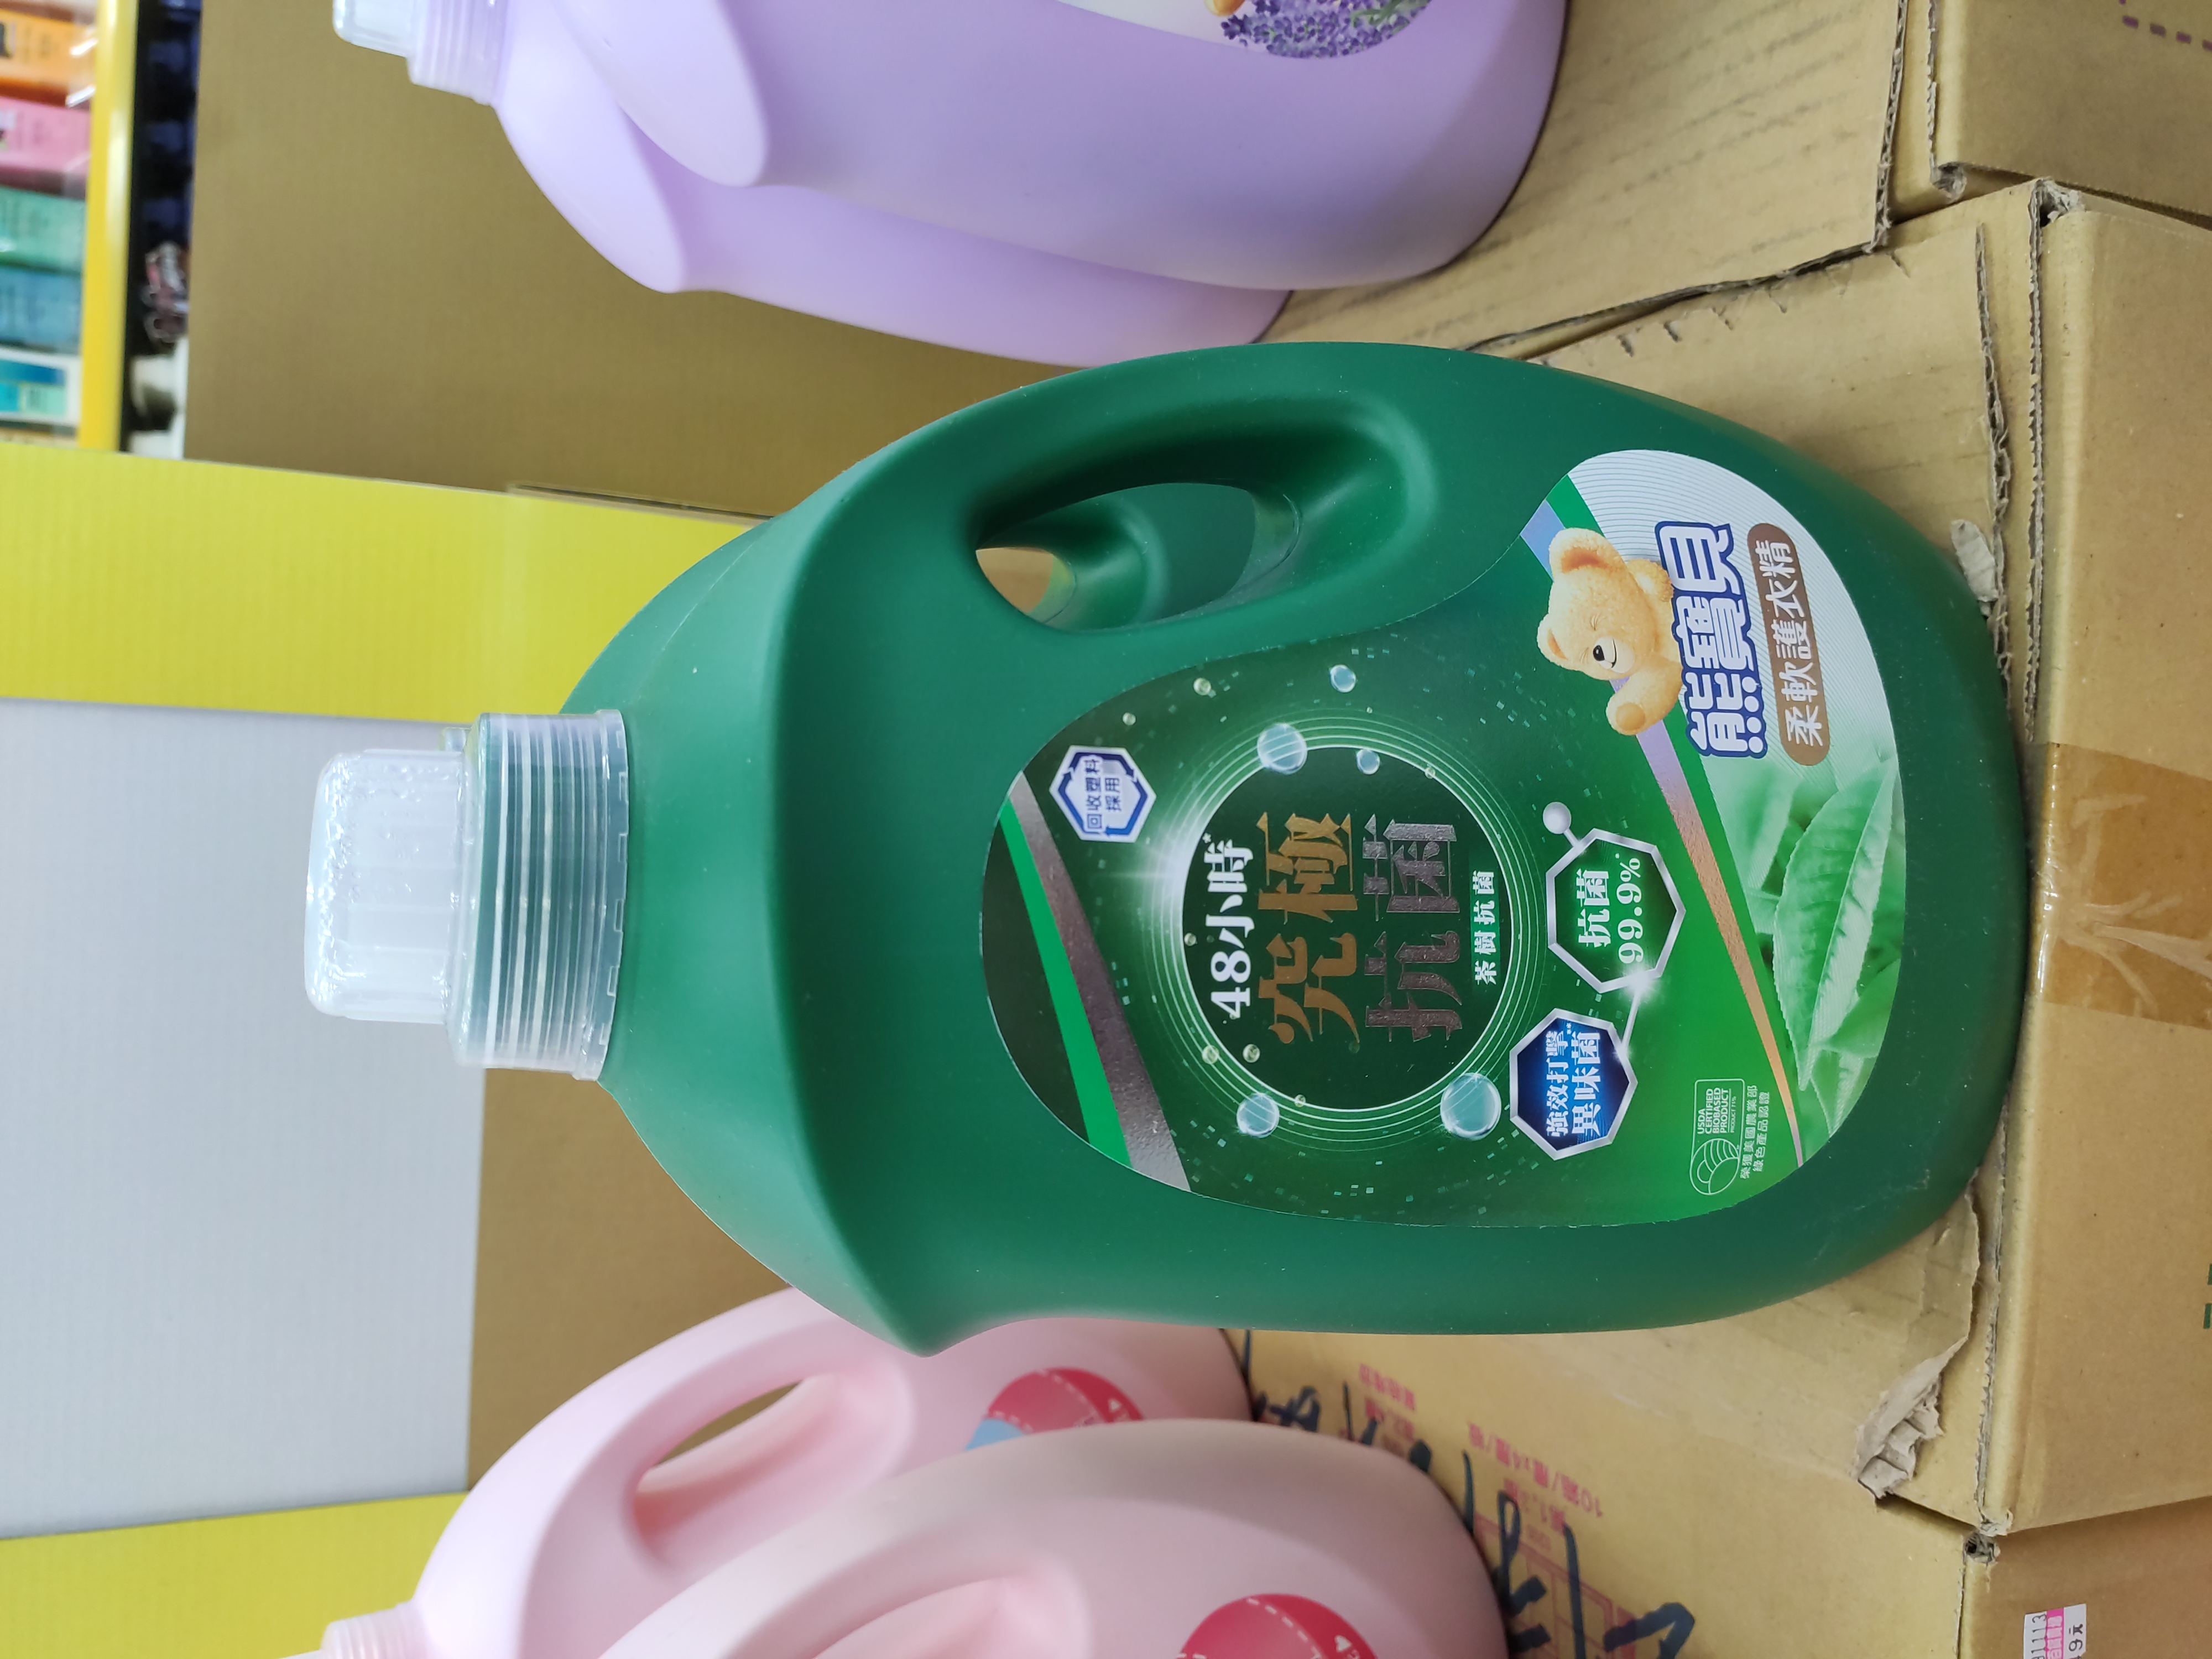 回收塑料
採用
48小時*
究極
抗菌
茶樹抗菌
強效打擊
異味菌**
抗菌
99.9%*
USDA
CERTIFIED
BIOBASED
PRODUCT
PRODUCT 71%
榮獲美國農業部
綠色產品認證
熊寶貝
柔軟護衣精